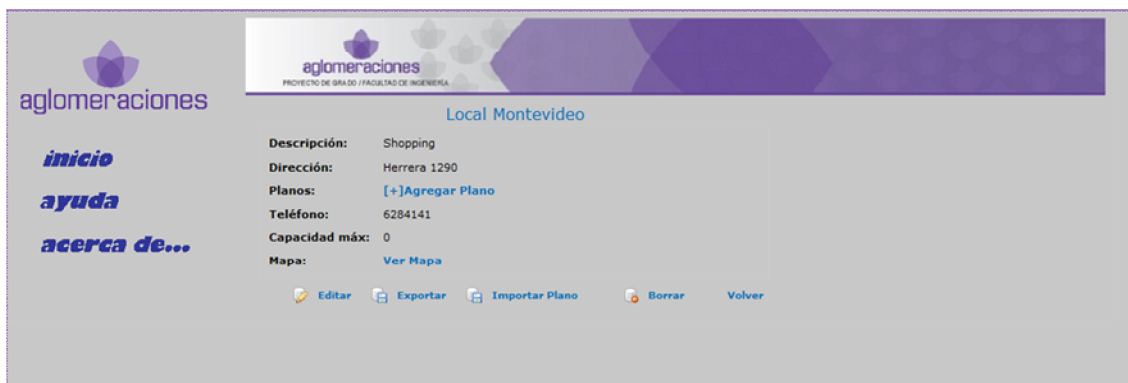 aglomeraciones
PROYECTO DE GRADO / FACULTAD DE INGENIERÍA
aglomeraciones
inicio
ayuda
acerca de...
Local Montevideo
Descripción: Shopping
Dirección: Herrera 1290
Planos: [+]Agregar Plano
Teléfono: 6284141
Capacidad máx: 0
Mapa: Ver Mapa
Editar Exportar Importar Plano Borrar Volver